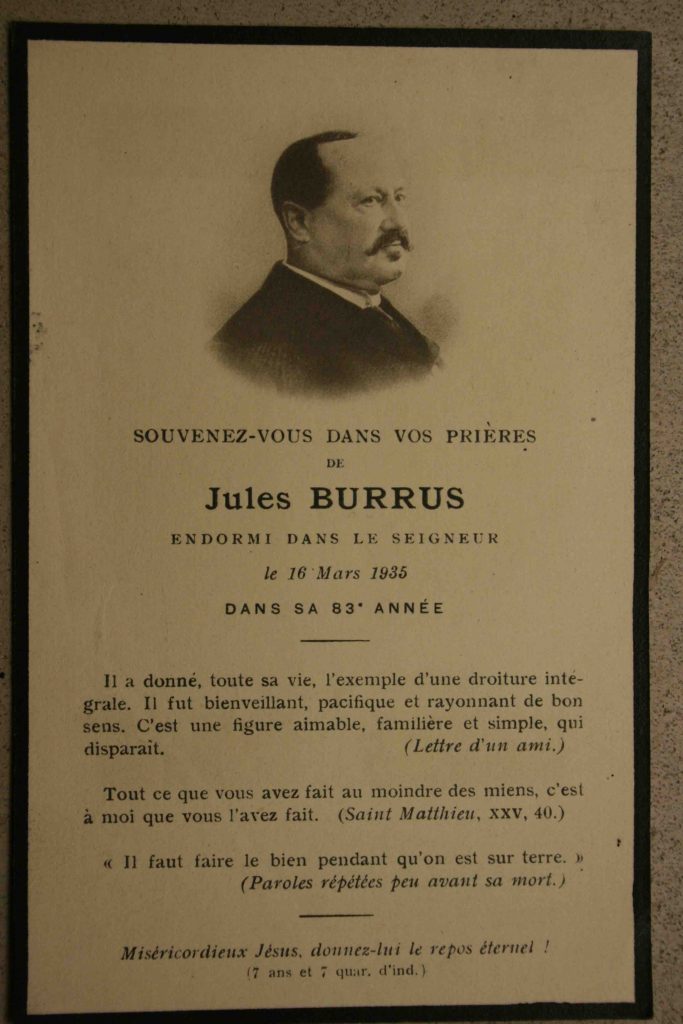 SOUVENEZ-VOUS DANS VOS PRIÈRES
DE
Jules BURRUS
ENDORMI DANS LE SEIGNEUR
le 16 Mars 1935
DANS SA 83e ANNÉE
Il a donné, toute sa vie, l'exemple d'une droiture inté-
grale. Il fut bienveillant, pacifique et rayonnant de bon
sens. C'est une figure aimable, familière et simple, qui
disparait. (Lettre d'un ami.)
Tout ce que vous avez fait au moindre des miens, c'est
à moi que vous l'avez fait. (Saint Matthieu, XXV, 40.)
« Il faut faire le bien pendant qu'on est sur terre. »
(Paroles répétées peu avant sa mort.)
Miséricordieux Jésus, donnez-lui le repos éternel !
(7 ans et 7 quar. d'ind.)